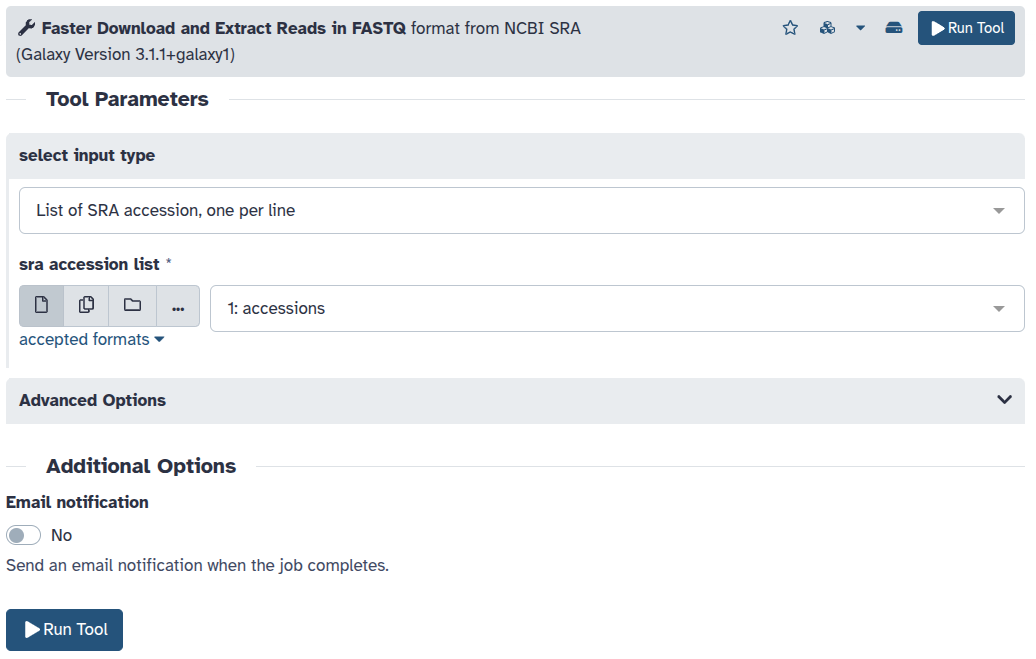 Faster Download and Extract Reads in FASTQ format from NCBI SRA
(Galaxy Version 3.1.1+galaxy1)
Run Tool
Tool Parameters
select input type
List of SRA accession, one per line
sra accession list *
... 1: accessions
accepted formats
Advanced Options
Additional Options
Email notification
No
Send an email notification when the job completes.
Run Tool